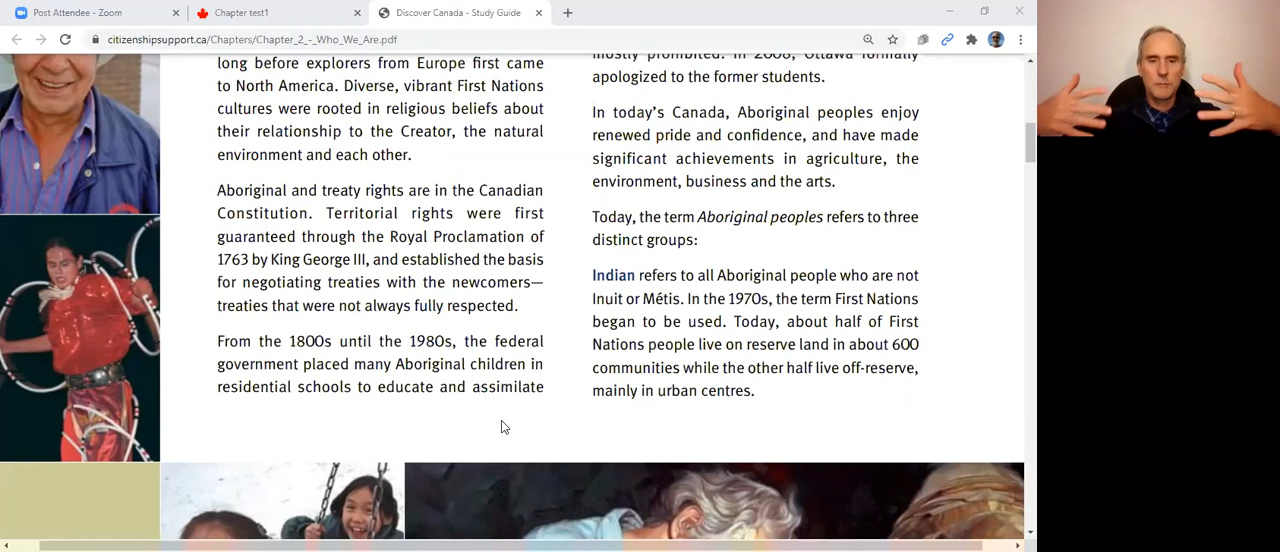 Post Attendee - Zoom
Chapter test1
Discover Canada - Study Guide
citizenshipsupport.ca/Chapters/Chapter_2_-_Who_We_Are.pdf
long before explorers from Europe first came
to North America. Diverse, vibrant First Nations
cultures were rooted in religious beliefs about
their relationship to the Creator, the natural
environment and each other.
Aboriginal and treaty rights are in the Canadian
Constitution. Territorial rights were first
guaranteed through the Royal Proclamation of
1763 by King George III, and established the basis
for negotiating treaties with the newcomers—
treaties that were not always fully respected.
From the 1800s until the 1980s, the federal
government placed many Aboriginal children in
residential schools to educate and assimilate
mostly prohibited. In 2008, Ottawa formally
apologized to the former students.
In today's Canada, Aboriginal peoples enjoy
renewed pride and confidence, and have made
significant achievements in agriculture, the
environment, business and the arts.
Today, the term Aboriginal peoples refers to three
distinct groups:
Indian refers to all Aboriginal people who are not
Inuit or Métis. In the 1970s, the term First Nations
began to be used. Today, about half of First
Nations people live on reserve land in about 600
communities while the other half live off-reserve,
mainly in urban centres.